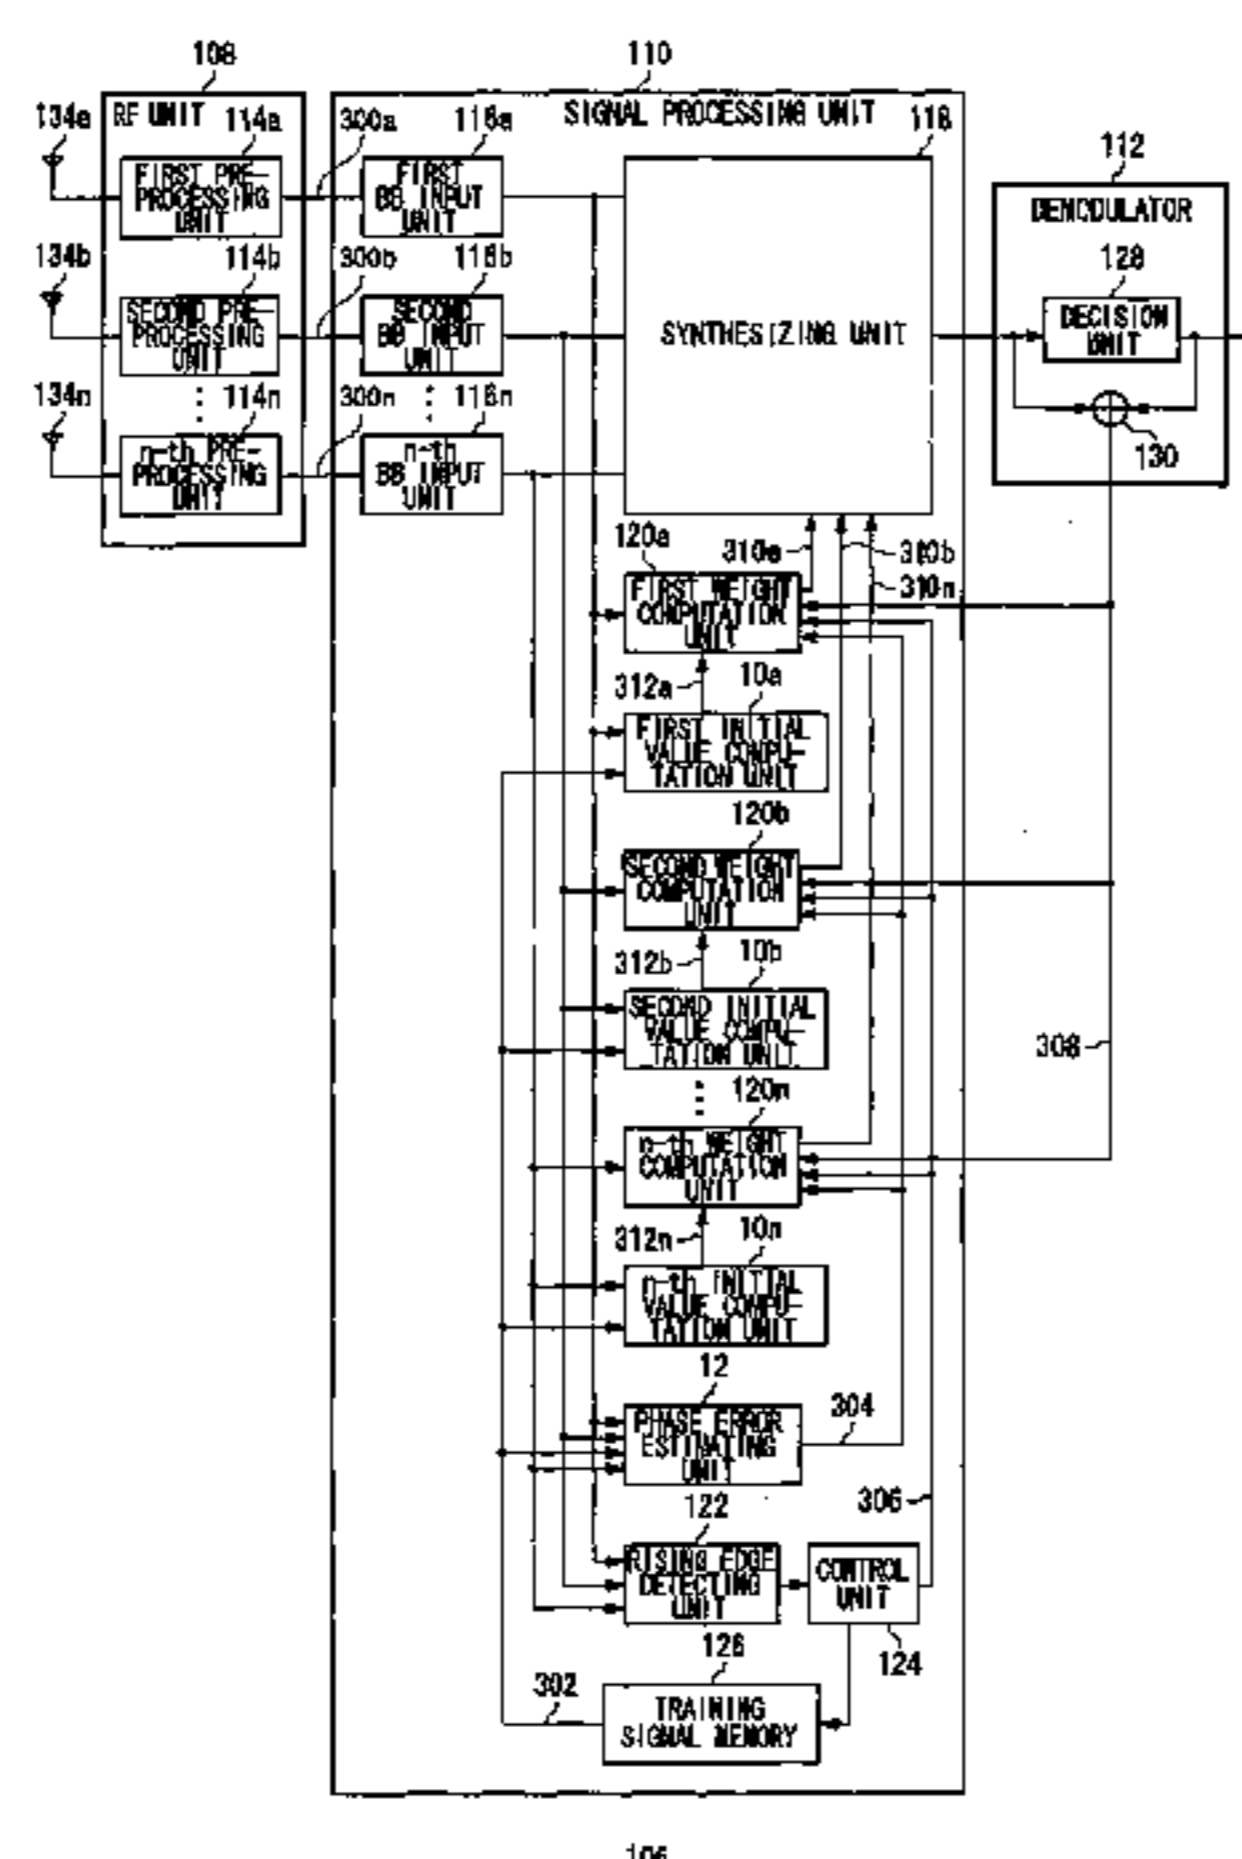 108
110
134a
RF UNIT
114a
300a
116a
SIGNAL PROCESSING UNIT
118
112
FIRST PRE-
PROCESSING
UNIT
FIRST
BB INPUT
UNIT
DEMODULATOR
134b
114b
300b
116b
128
SECOND PRE-
PROCESSING
UNIT
SECOND
BB INPUT
UNIT
SYNTHESIZING UNIT
DECISION
UNIT
134n
114n
300n
116n
n-th PRE-
PROCESSING
UNIT
n-th
BB INPUT
UNIT
130
120a
310a
310b
310n
FIRST WEIGHT
COMPUTATION
UNIT
312a
10a
FIRST INITIAL
VALUE COMPU-
TATION UNIT
120b
SECOND WEIGHT
COMPUTATION
UNIT
312b
10b
SECOND INITIAL
VALUE COMPU-
TATION UNIT
308
120n
n-th WEIGHT
COMPUTATION
UNIT
312n
10n
n-th INITIAL
VALUE COMPU-
TATION UNIT
12
304
PHASE ERROR
ESTIMATING
UNIT
306
122
RISING EDGE
DETECTING
UNIT
CONTROL
UNIT
124
126
302
TRAINING
SIGNAL MEMORY
106